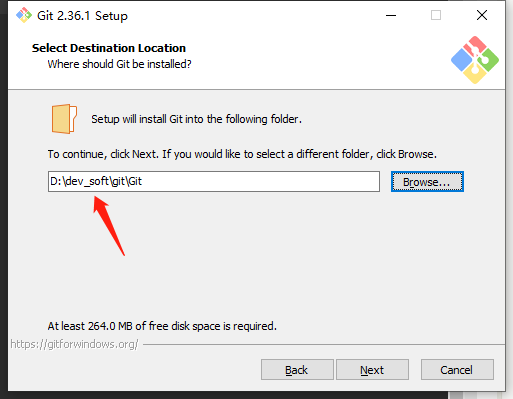 Git 2.36.1 Setup
Select Destination Location
Where should Git be installed?
Setup will install Git into the following folder.
To continue, click Next. If you would like to select a different folder, click Browse.
D:\dev_soft\git\Git
Browse...
At least 264.0 MB of free disk space is required.
https://gitforwindows.org/
Back
Next
Cancel